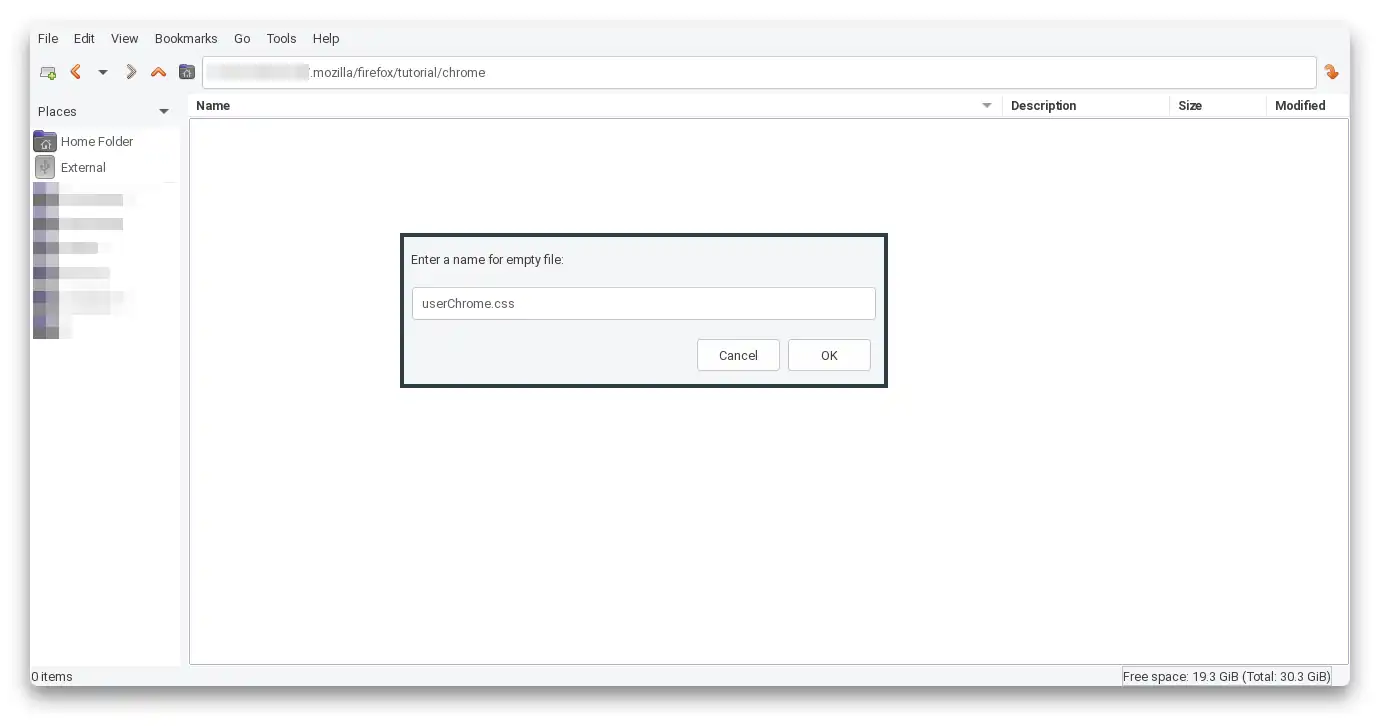 File Edit View Bookmarks Go Tools Help
.mozilla/firefox/tutorial/chrome
Places
Name Description Size Modified
Home Folder
External
Enter a name for empty file:
userChrome.css
Cancel OK
0 items
Free space: 19.3 GiB (Total: 30.3 GiB)